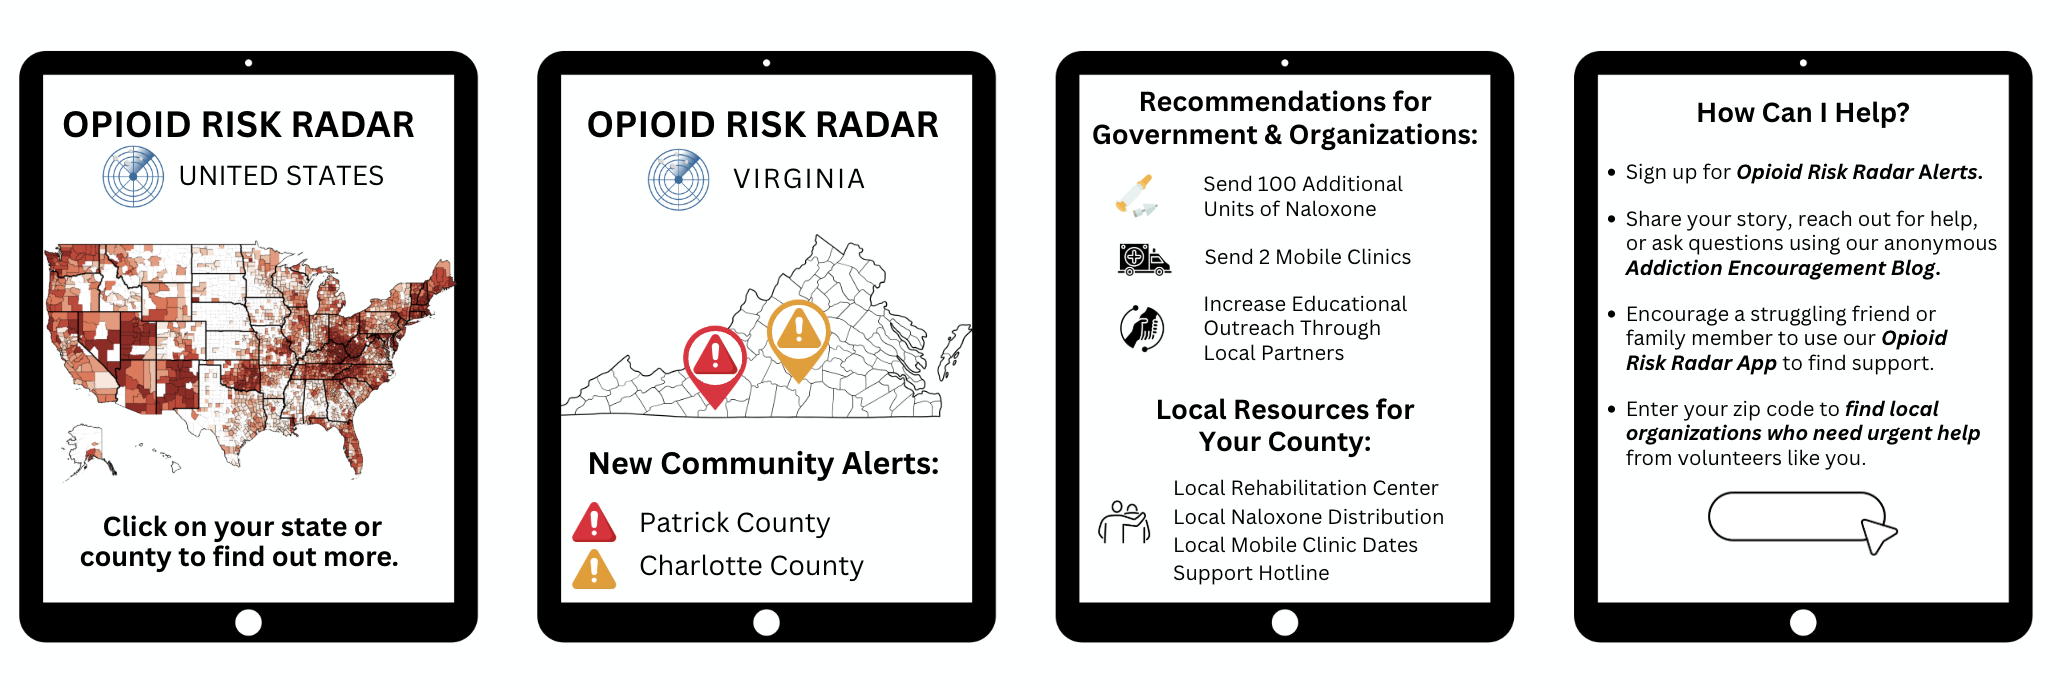 OPIOID RISK RADAR
UNITED STATES
Click on your state or
county to find out more.
OPIOID RISK RADAR
VIRGINIA
New Community Alerts:
Patrick County
Charlotte County
Recommendations for
Government & Organizations:
Send 100 Additional
Units of Naloxone
Send 2 Mobile Clinics
Increase Educational
Outreach Through
Local Partners
Local Resources for
Your County:
Local Rehabilitation Center
Local Naloxone Distribution
Local Mobile Clinic Dates
Support Hotline
How Can I Help?
• Sign up for Opioid Risk Radar Alerts.
• Share your story, reach out for help,
or ask questions using our anonymous
Addiction Encouragement Blog.
• Encourage a struggling friend or
family member to use our Opioid
Risk Radar App to find support.
• Enter your zip code to find local
organizations who need urgent help
from volunteers like you.